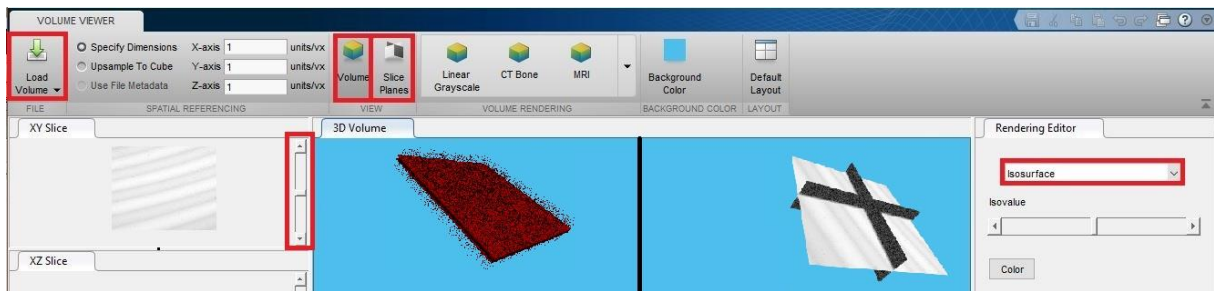 VOLUME VIEWER
Load
Volume
Specify Dimensions
Upsample To Cube
Use File Metadata
X-axis 1 units/vx
Y-axis 1 units/vx
Z-axis 1 units/vx
Volume
Slice
Planes
Linear
Grayscale
CT Bone
MRI
Background
Color
Default
Layout
FILE
SPATIAL REFERENCING
VIEW
VOLUME RENDERING
BACKGROUND COLOR
LAYOUT
XY Slice
XZ Slice
3D Volume
Rendering Editor
Isosurface
Isovalue
Color